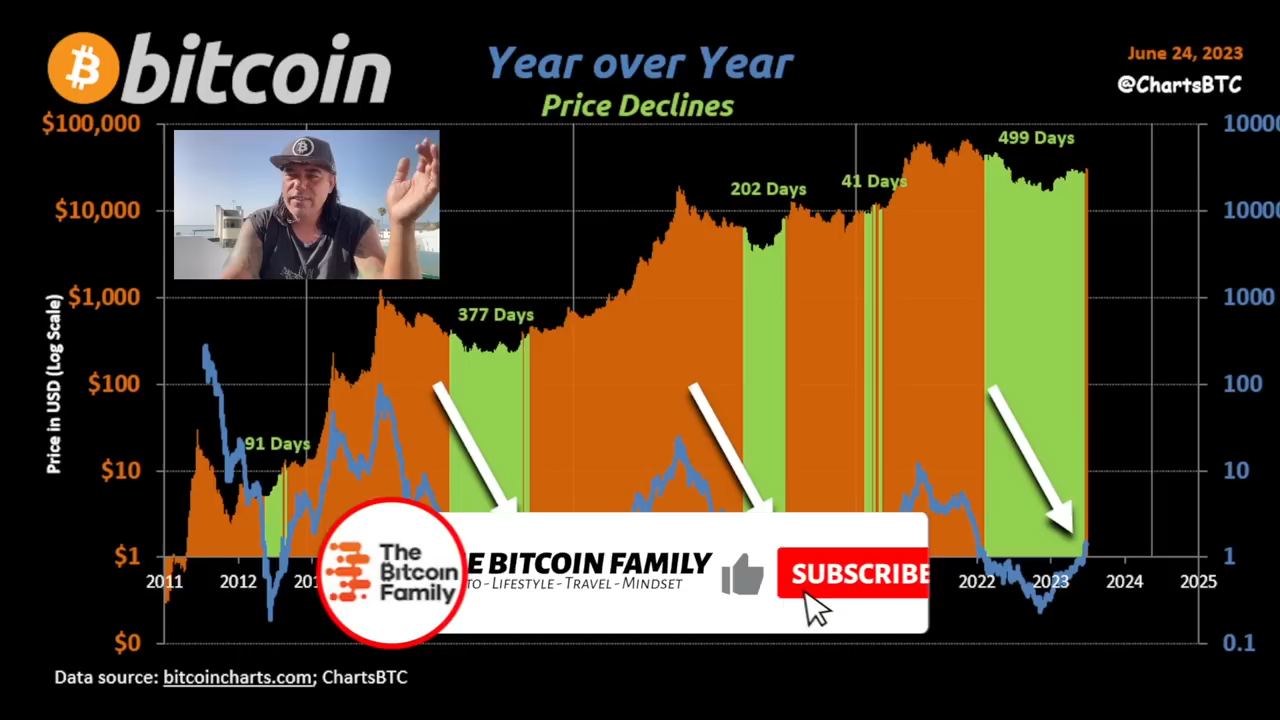 bitcoin
Year over Year
Price Declines
June 24, 2023
@ChartsBTC
$100,000
$10,000
$1,000
$100
$10
$1
$0
Price in USD (Log Scale)
91 Days
377 Days
202 Days
41 Days
499 Days
1000
100
10
1
0.1
2011
2012
2022
2023
2024
2025
The
Bitcoin
Family
E BITCOIN FAMILY
TO - LIFESTYLE - TRAVEL - MINDSET
SUBSCRIBE
Data source: bitcoincharts.com; ChartsBTC